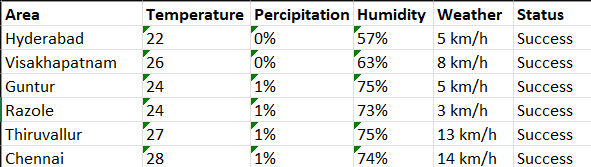 Area Temperature Percipitation Humidity Weather Status
Hyderabad 22 0% 57% 5 km/h Success
Visakhapatnam 26 0% 63% 8 km/h Success
Guntur 24 1% 75% 5 km/h Success
Razole 24 1% 73% 3 km/h Success
Thiruvallur 27 1% 75% 13 km/h Success
Chennai 28 1% 74% 14 km/h Success